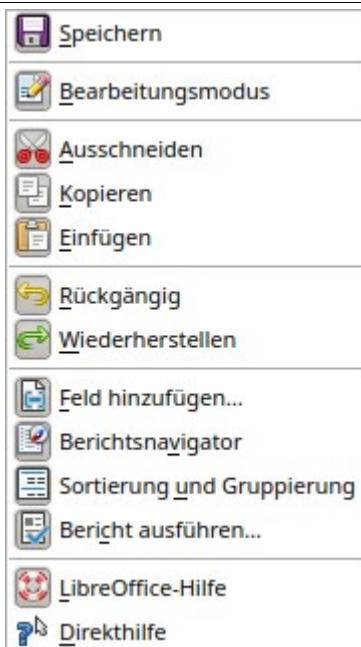 Speichern
Bearbeitungsmodus
Ausschneiden
Kopieren
Einfügen
Rückgängig
Wiederherstellen
Feld hinzufügen...
Berichtsnavigator
Sortierung und Gruppierung
Bericht ausführen...
LibreOffice-Hilfe
Direkthilfe